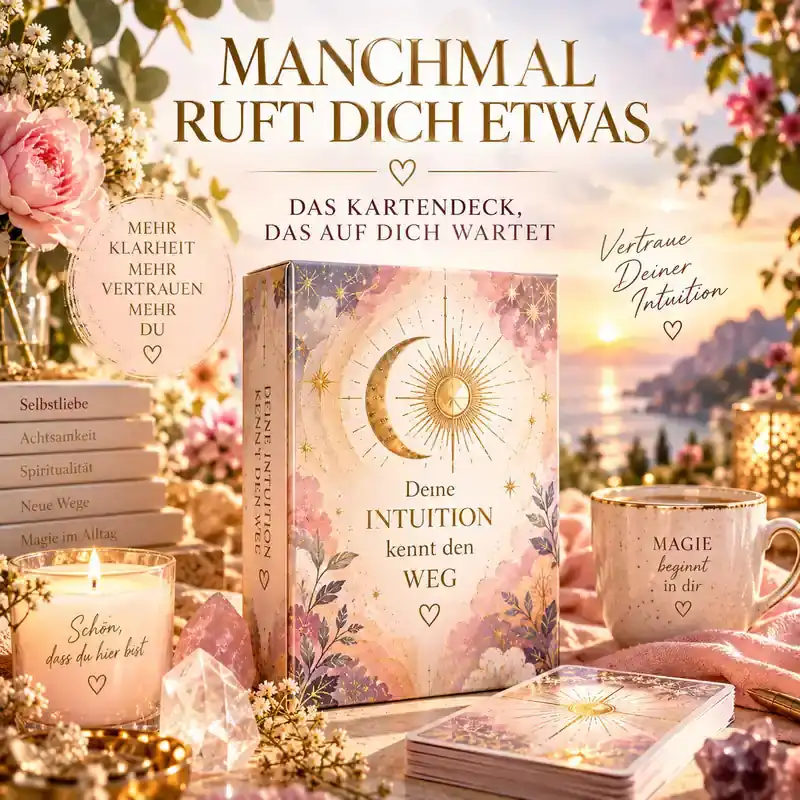 MANCHMAL
RUFT DICH ETWAS
DAS KARTENDECK,
DAS AUF DICH WARTET
MEHR
KLARHEIT
MEHR
VERTRAUEN
MEHR
DU
Vertraue
Deiner
Intuition
Selbstliebe
Achtsamkeit
Spiritualität
Neue Wege
Magie im Alltag
DEINE INTUITION
KENNT DEN WEG
Deine
INTUITION
kennt den
WEG
MAGIE
beginnt
in dir
Schön,
dass du hier bist